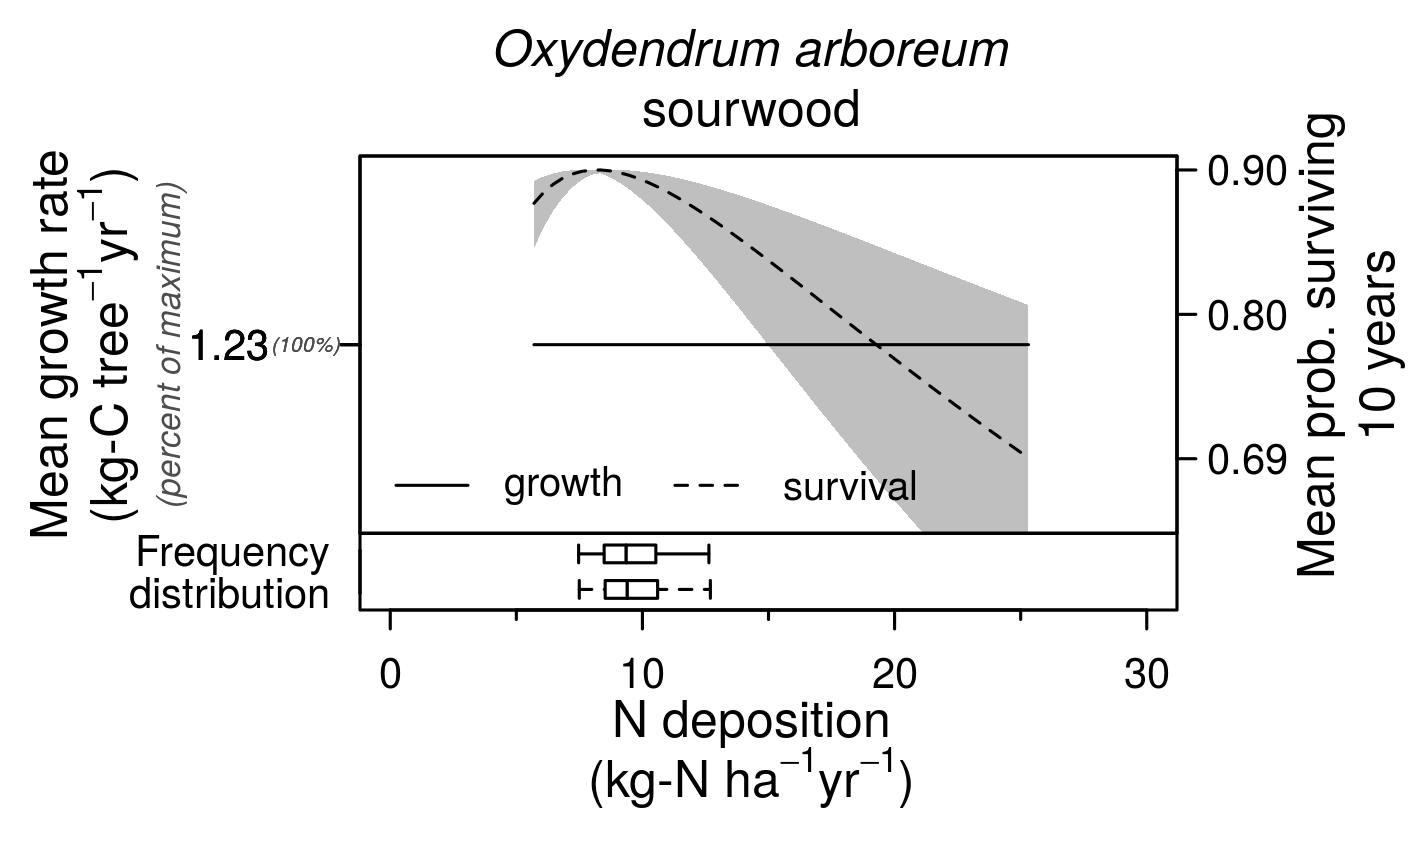 Oxydendrum arboreum
sourwood
Mean growth rate
(kg-C tree⁻¹yr⁻¹)
(percent of maximum)
1.23 (100%)
0.90
0.80
0.69
Mean prob. surviving
10 years
growth survival
Frequency
distribution
0 10 20 30
N deposition
(kg-N ha⁻¹yr⁻¹)